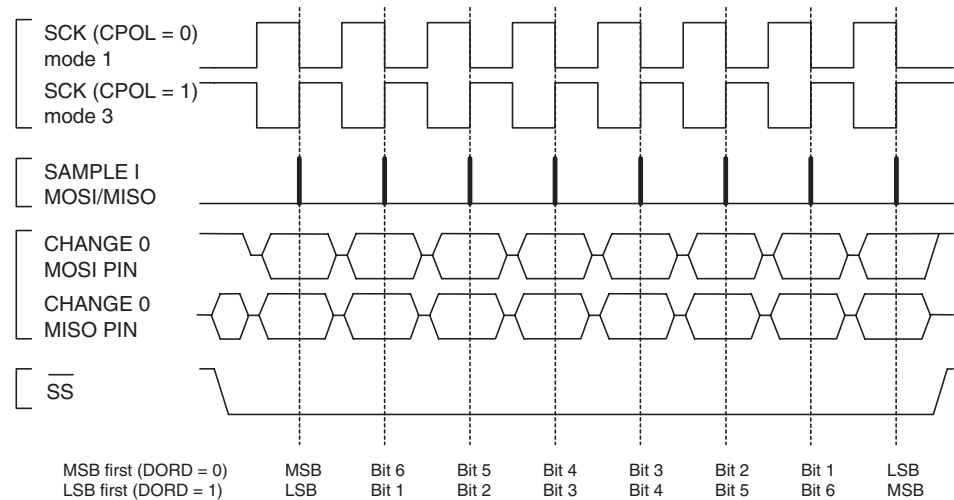 SCK (CPOL = 0)
mode 1
SCK (CPOL = 1)
mode 3
SAMPLE I
MOSI/MISO
CHANGE 0
MOSI PIN
CHANGE 0
MISO PIN
SS
MSB first (DORD = 0) MSB Bit 6 Bit 5 Bit 4 Bit 3 Bit 2 Bit 1 LSB
LSB first (DORD = 1) LSB Bit 1 Bit 2 Bit 3 Bit 4 Bit 5 Bit 6 MSB